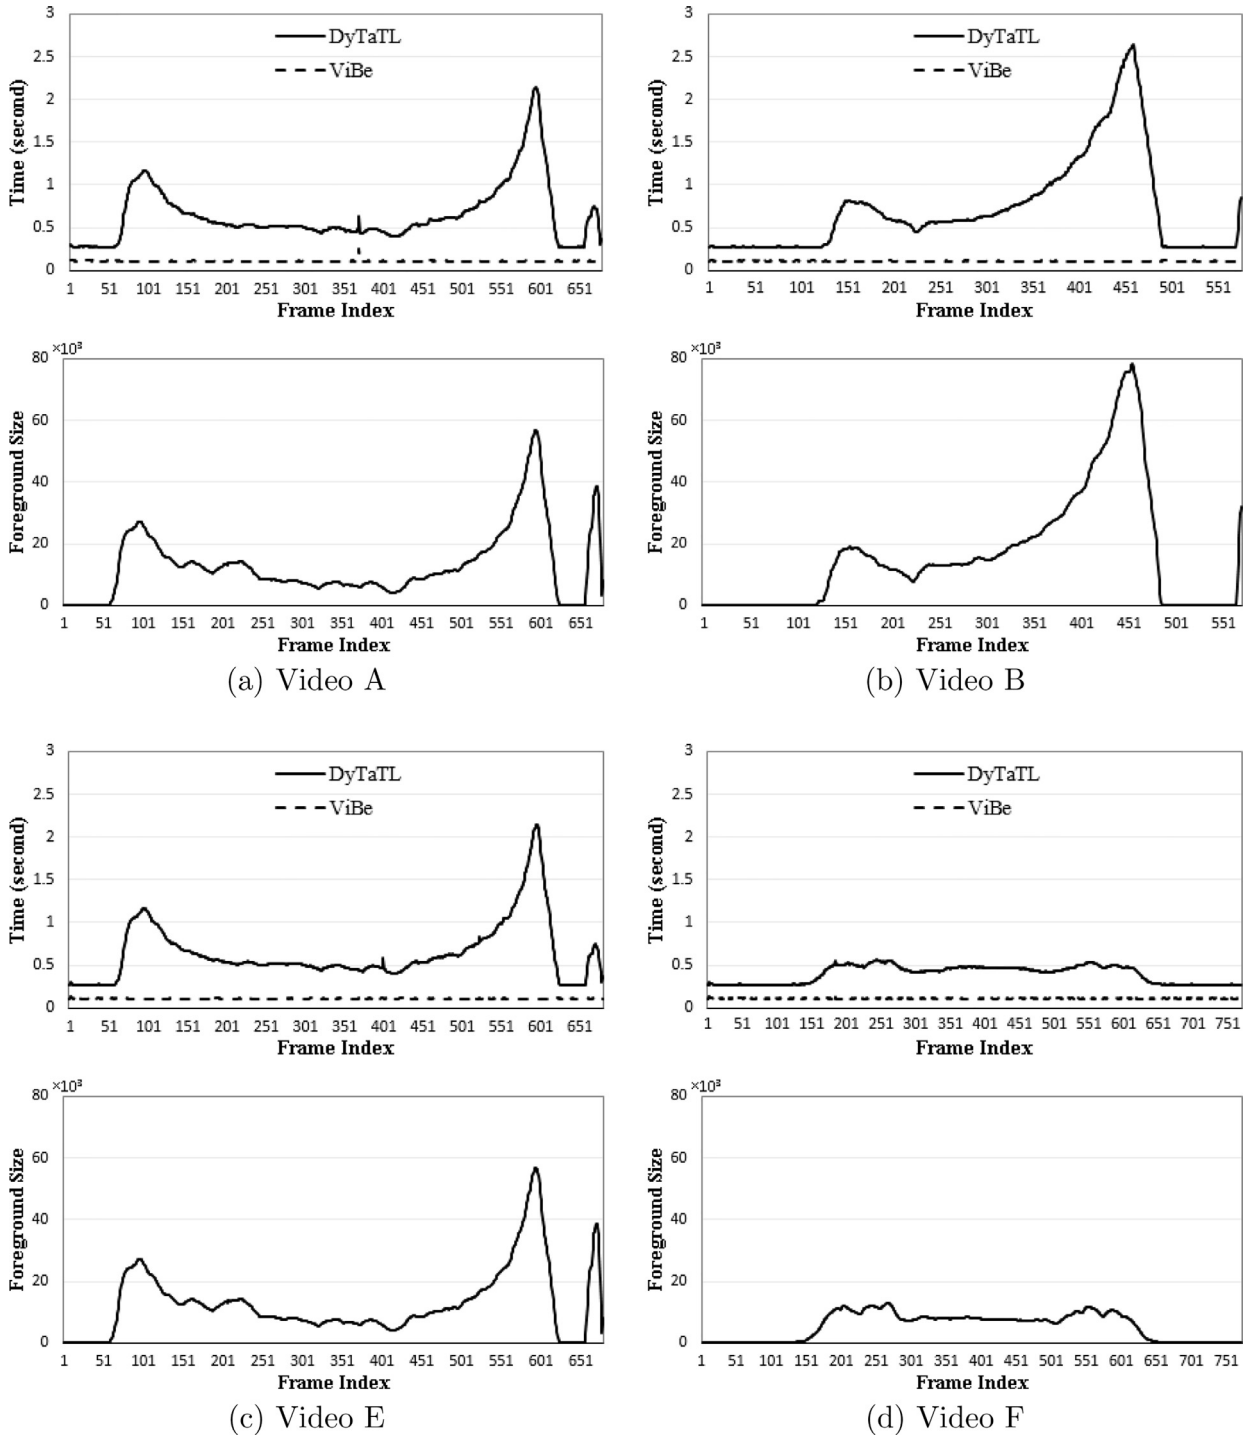 3
2.5
2
1.5
1
0.5
0
Time (second)
DyTaTL
ViBe
1 51 101 151 201 251 301 351 401 451 501 551 601 651
Frame Index
3
2.5
2
1.5
1
0.5
0
Time (second)
DyTaTL
ViBe
1 51 101 151 201 251 301 351 401 451 501 551
Frame Index
×10³
80
60
40
20
0
Foreground Size
1 51 101 151 201 251 301 351 401 451 501 551 601 651
Frame Index
(a) Video A
×10³
80
60
40
20
0
Foreground Size
1 51 101 151 201 251 301 351 401 451 501 551
Frame Index
(b) Video B
3
2.5
2
1.5
1
0.5
0
Time (second)
DyTaTL
ViBe
1 51 101 151 201 251 301 351 401 451 501 551 601 651
Frame Index
3
2.5
2
1.5
1
0.5
0
Time (second)
DyTaTL
ViBe
1 51 101 151 201 251 301 351 401 451 501 551 601 651 701 751
Frame Index
×10³
80
60
40
20
0
Foreground Size
1 51 101 151 201 251 301 351 401 451 501 551 601 651
Frame Index
(c) Video E
×10³
80
60
40
20
0
Foreground Size
1 51 101 151 201 251 301 351 401 451 501 551 601 651 701 751
Frame Index
(d) Video F